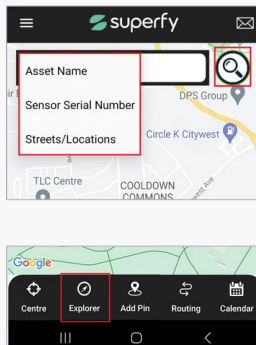 superfy
Asset Name
Sensor Serial Number
Streets/Locations
DPS Group
Circle K Citywest
TLC Centre
COOLDOWN
COMMONS
Google
Centre
Explorer
Add Pin
Routing
Calendar